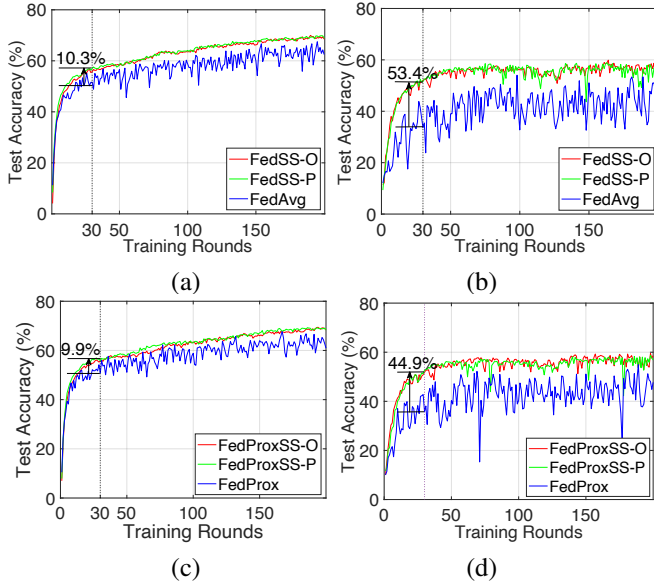 80
60
40
20
0
Test Accuracy (%)
10.3%
FedSS-O
FedSS-P
FedAvg
0 30 50 100 150
Training Rounds
(a)
80
60
40
20
0
Test Accuracy (%)
53.4%
FedSS-O
FedSS-P
FedAvg
0 30 50 100 150
Training Rounds
(b)
80
60
40
20
0
Test Accuracy (%)
9.9%
FedProxSS-O
FedProxSS-P
FedProx
0 30 50 100 150
Training Rounds
(c)
80
60
40
20
0
Test Accuracy (%)
44.9%
FedProxSS-O
FedProxSS-P
FedProx
0 50 100 150
Training Rounds
(d)